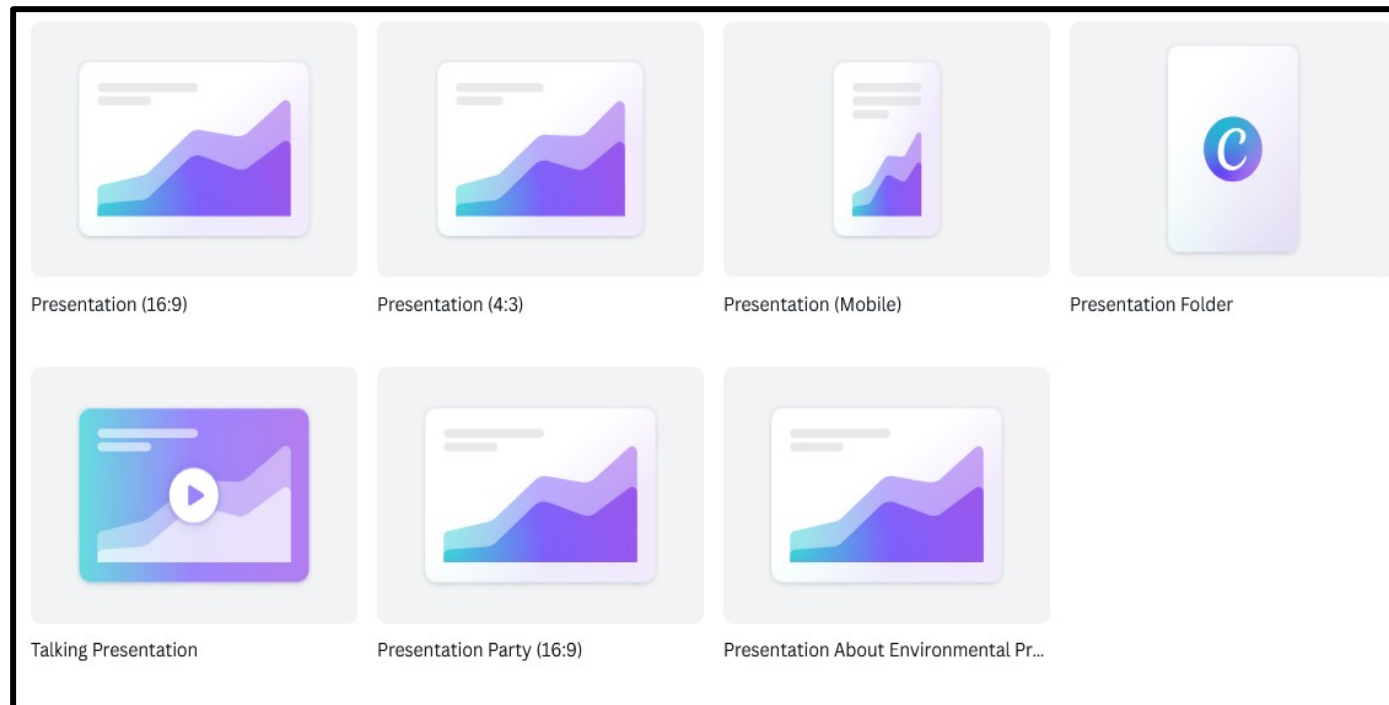 C
Presentation (16:9)
Presentation (4:3)
Presentation (Mobile)
Presentation Folder
Talking Presentation
Presentation Party (16:9)
Presentation About Environmental Pr...